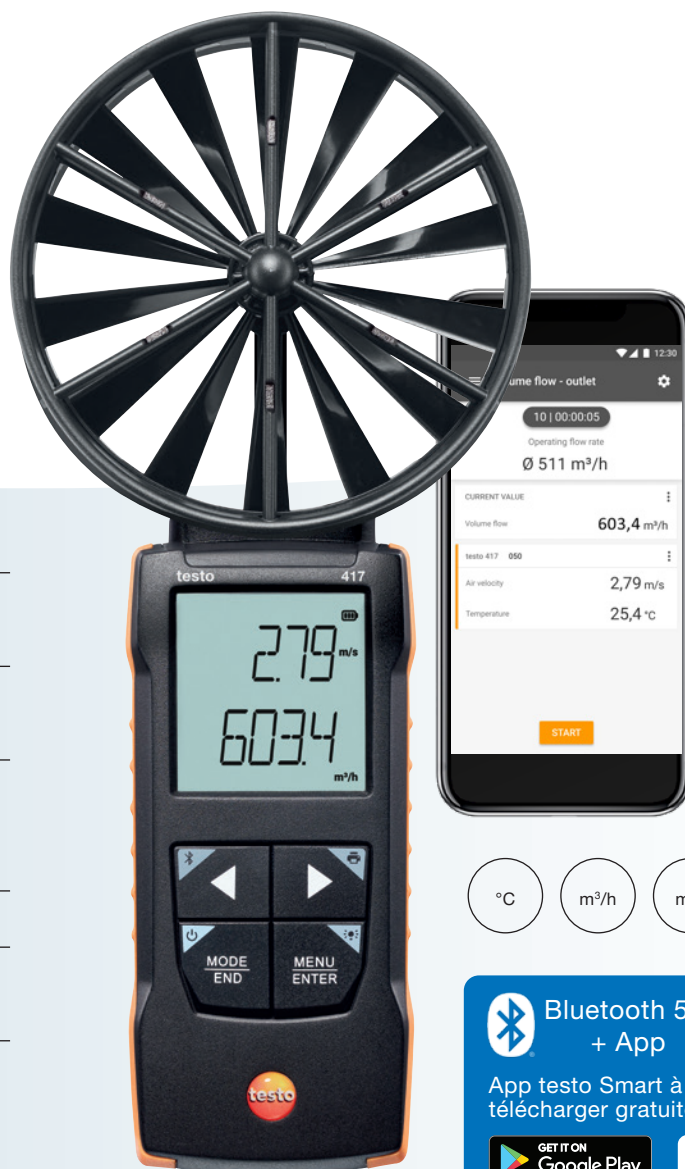 12:30
ume flow - outlet
10 | 00:00:05
Operating flow rate
Ø 511 m³/h
CURRENT VALUE
Volume flow 603,4 m³/h
testo 417 050
Air velocity 2,79 m/s
Temperature 25,4 °C
START
testo 417
2.79 m/s
603.4
m³/h
MODE
END
MENU
ENTER
testo
°C m³/h m
Bluetooth 5
+ App
App testo Smart à
télécharger gratuit
GET IT ON
Google Play